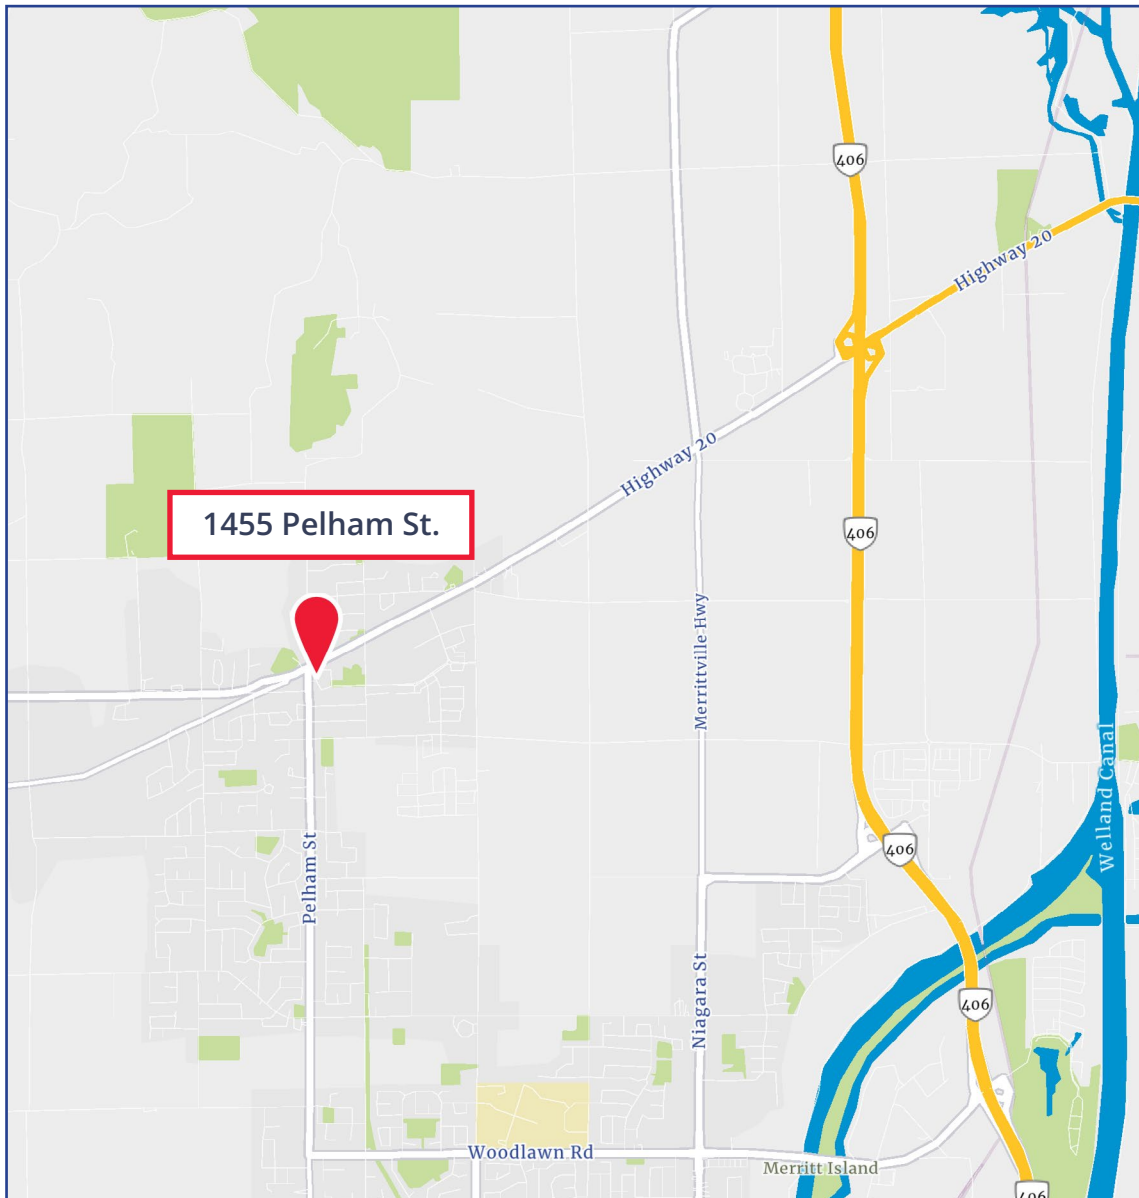 406
Highway 20
Highway 20
1455 Pelham St.
406
Merrittville Hwy
Welland Canal
Pelham St
406
Niagara St
406
Woodlawn Rd
Merritt Island
406